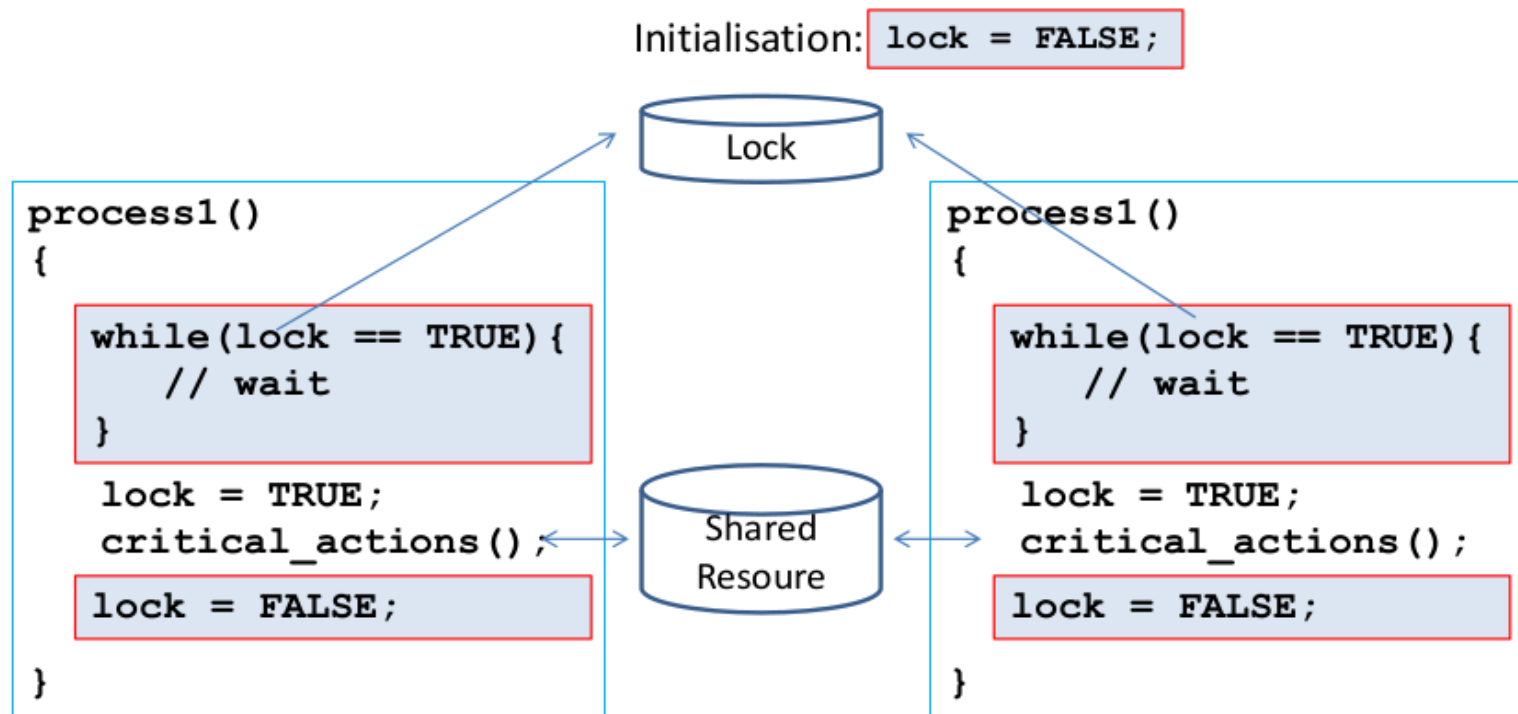 Initialisation: lock = FALSE;
Lock
process1()
{
while(lock == TRUE){
// wait
}
lock = TRUE;
critical_actions();
lock = FALSE;
}
Shared
Resoure
process1()
{
while(lock == TRUE){
// wait
}
lock = TRUE;
critical_actions();
lock = FALSE;
}